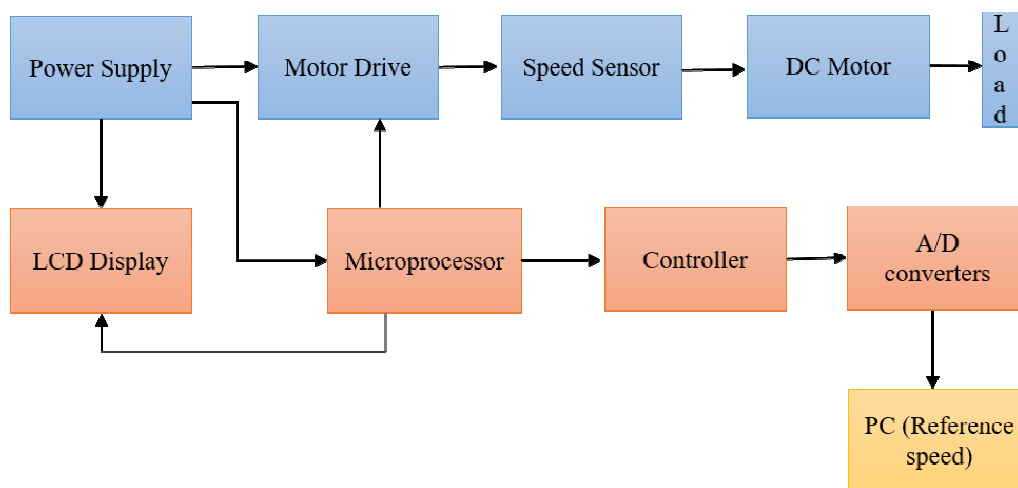 Power Supply
Motor Drive
Speed Sensor
DC Motor
L
o
a
d
LCD Display
Microprocessor
Controller
A/D
converters
PC (Reference
speed)